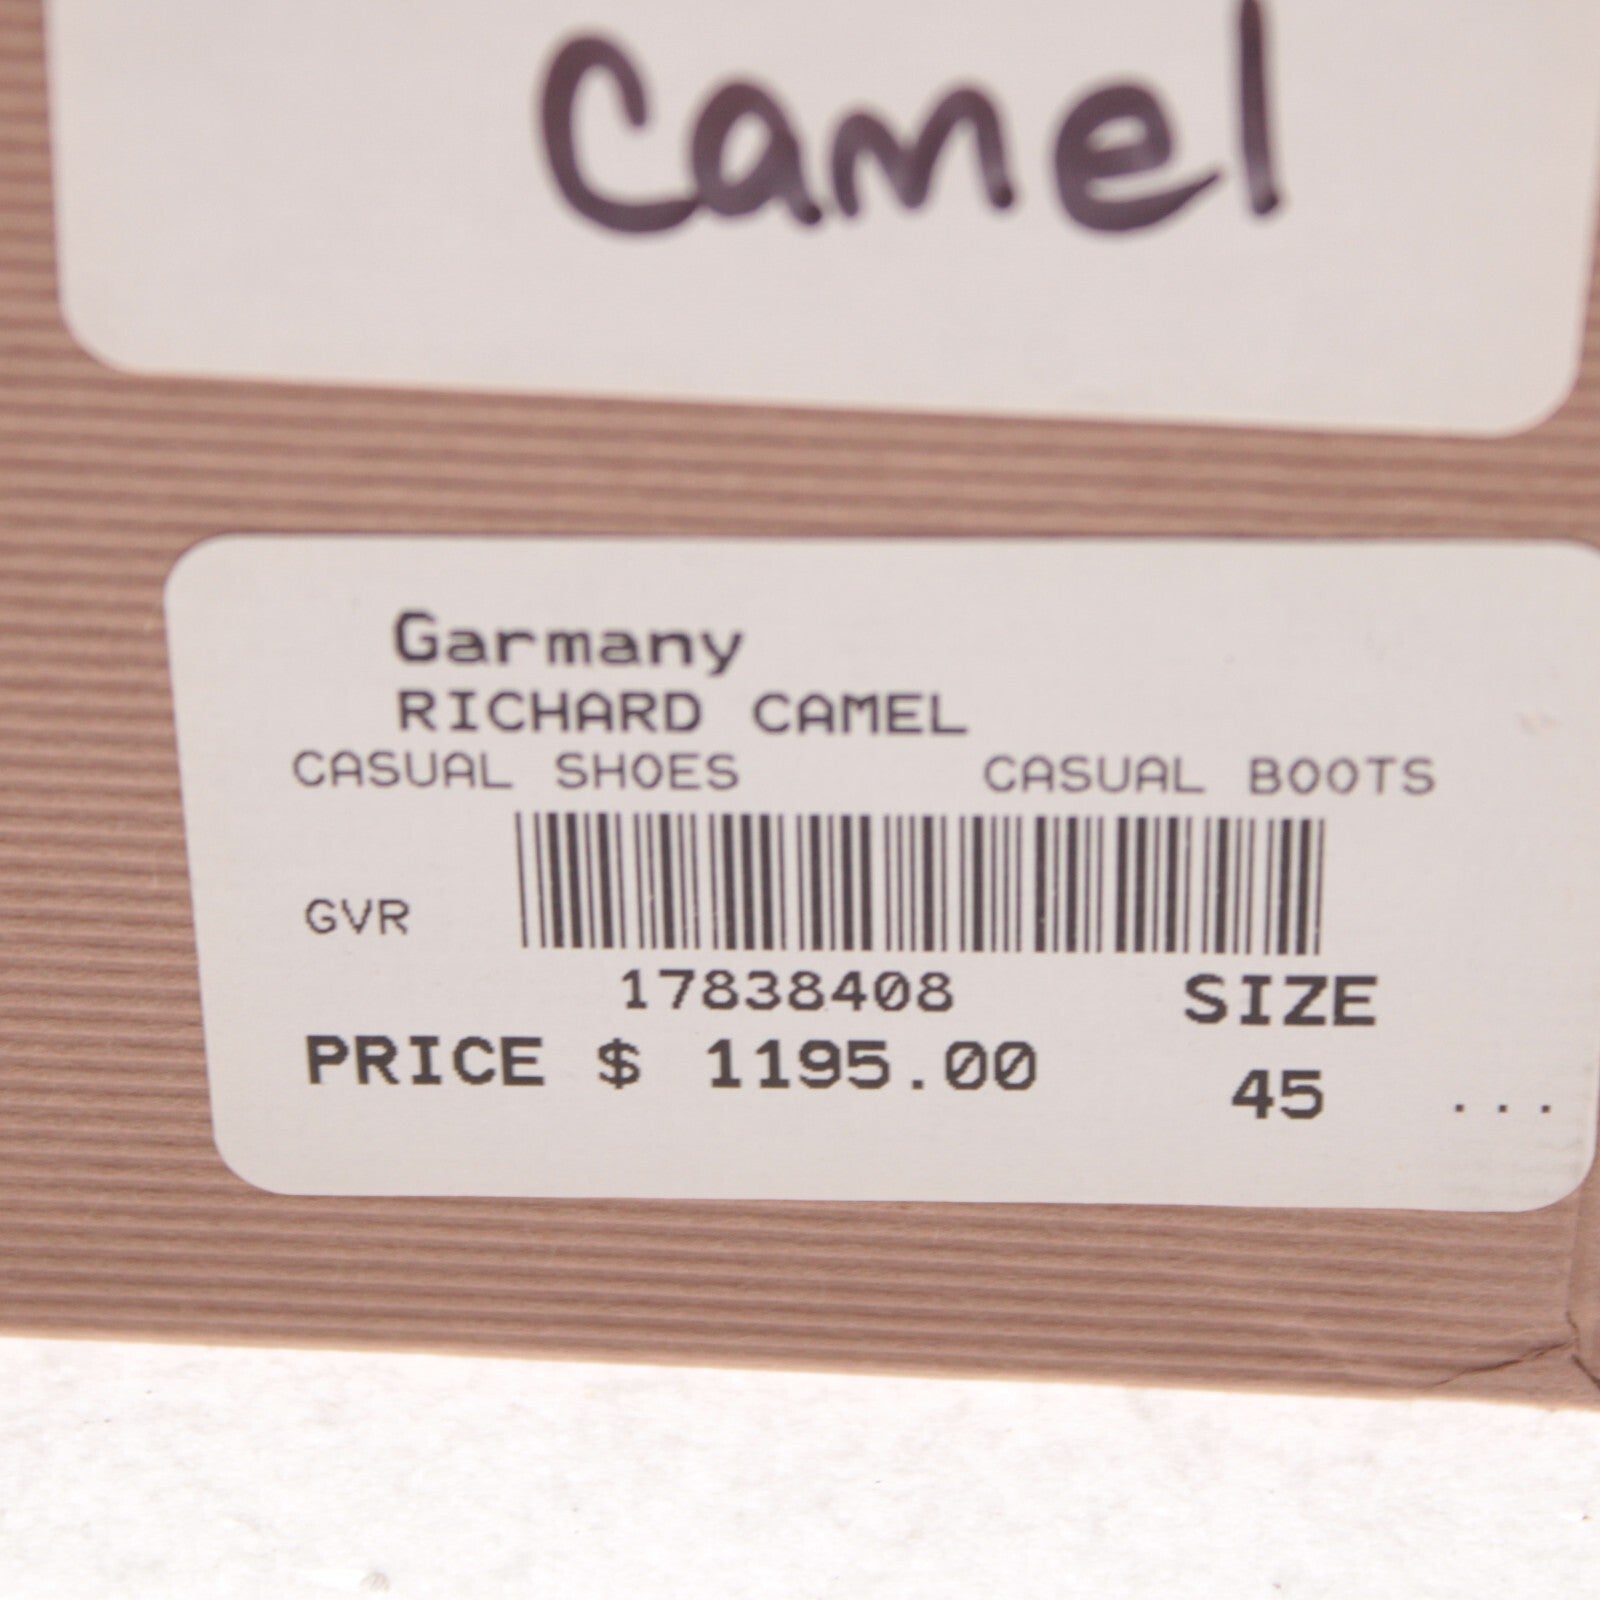 Camel
Garmany
RICHARD CAMEL
CASUAL SHOES CASUAL BOOTS
GVR
17838408 SIZE
PRICE $ 1195.00 45 ...